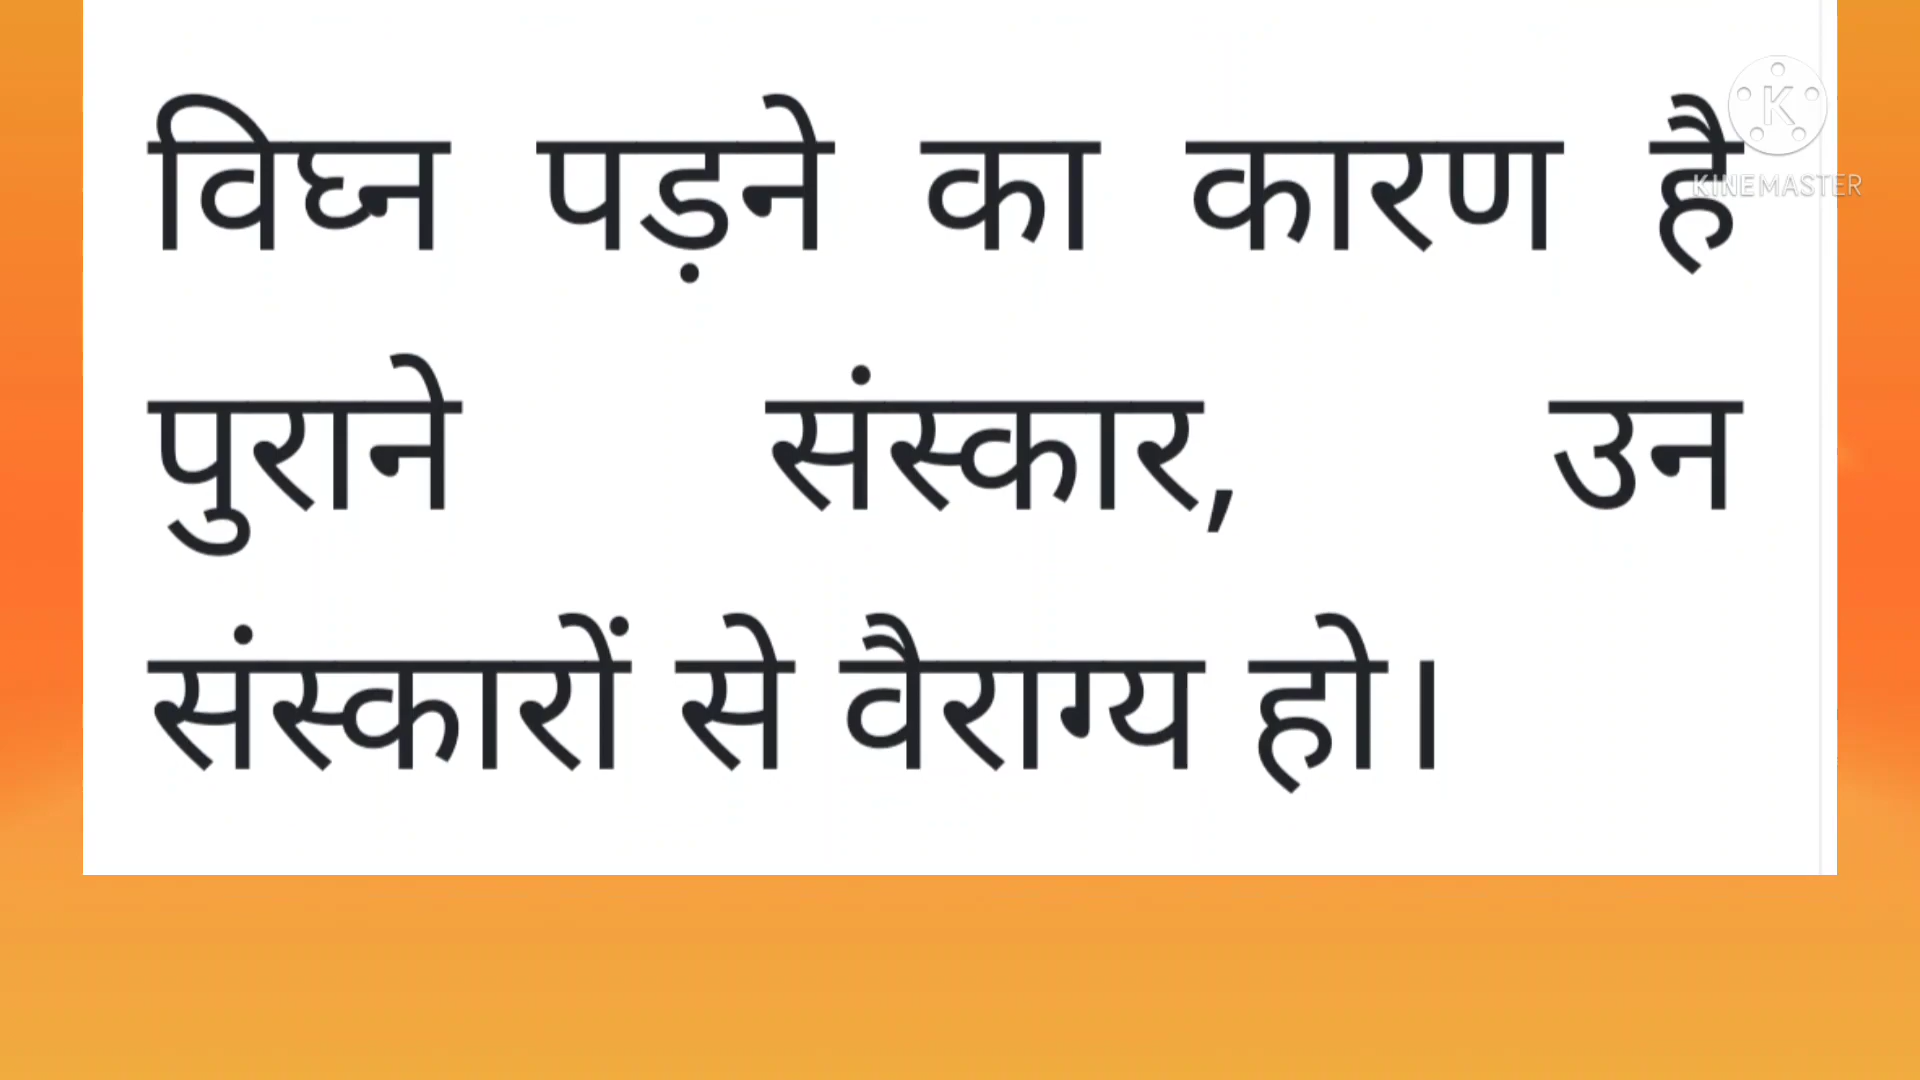 विघ्न पड़ने का कारण है
पुराने संस्कार, उन
संस्कारों से वैराग्य हो।
K
KINEMASTER